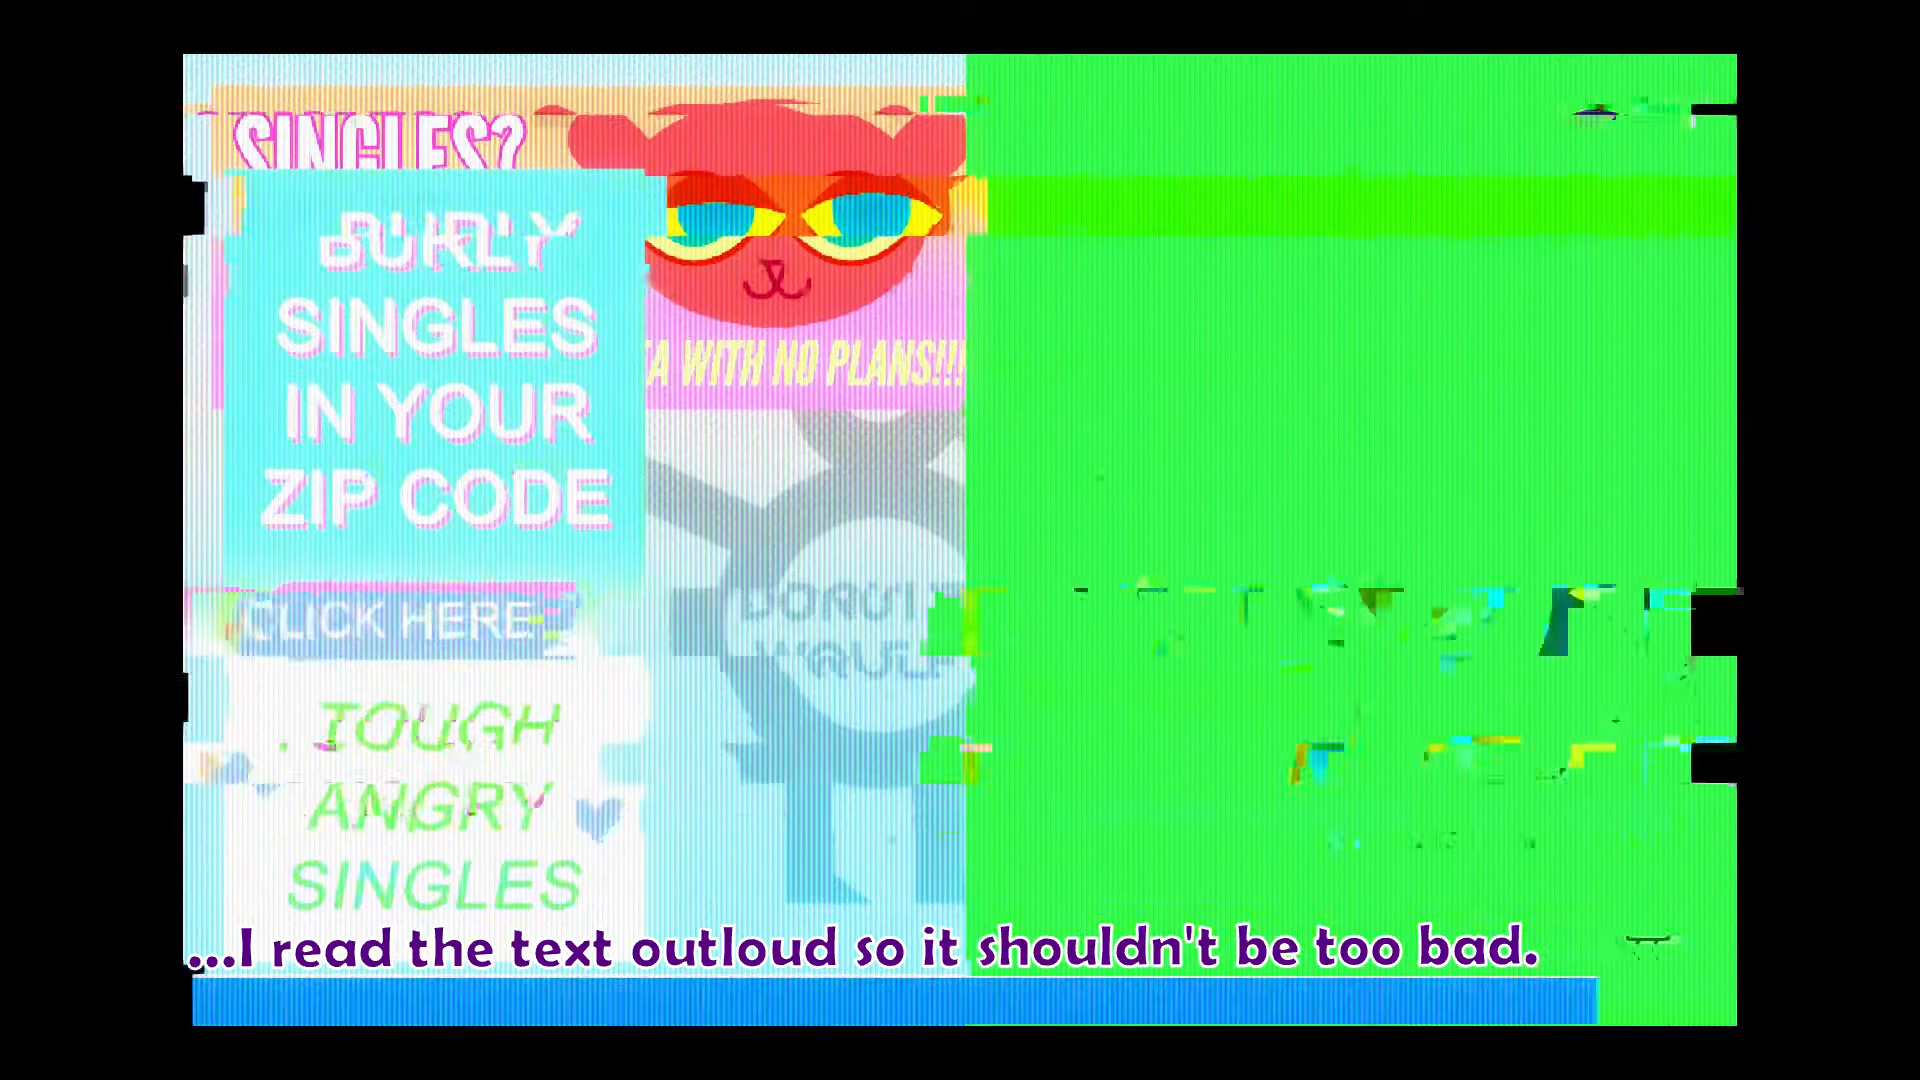 SINGLES?
BURLY
SINGLES
IN YOUR
ZIP CODE
WITH NO PLANS!!!
CLICK HERE
TOUGH
ANGRY
SINGLES
...I read the text outloud so it shouldn't be too bad.